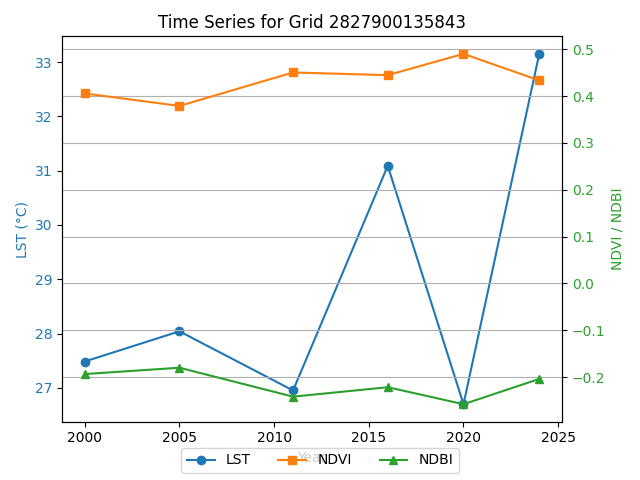 Time Series for Grid 2827900135843
LST (°C)
33
32
31
30
29
28
27
0.5
0.4
0.3
0.2
0.1
0.0
−0.1
−0.2
NDVI / NDBI
2000 2005 2010 2015 2020 2025
Year
LST NDVI NDBI